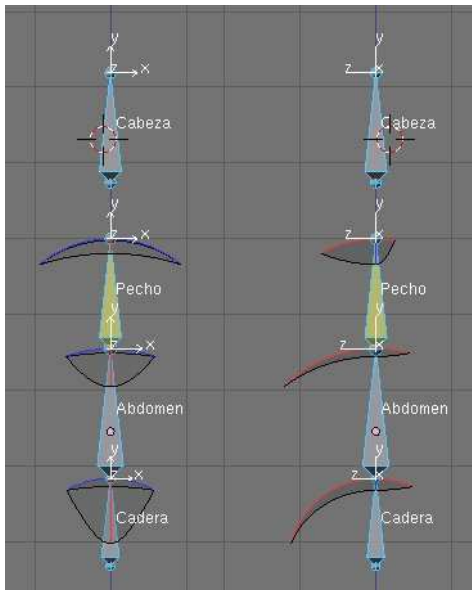 y y
z x z x
Cabeza Cabeza
y y
z x z x
Pecho Pecho
y y
z x z x
Abdomen Abdomen
y y
z x z x
Cadera Cadera